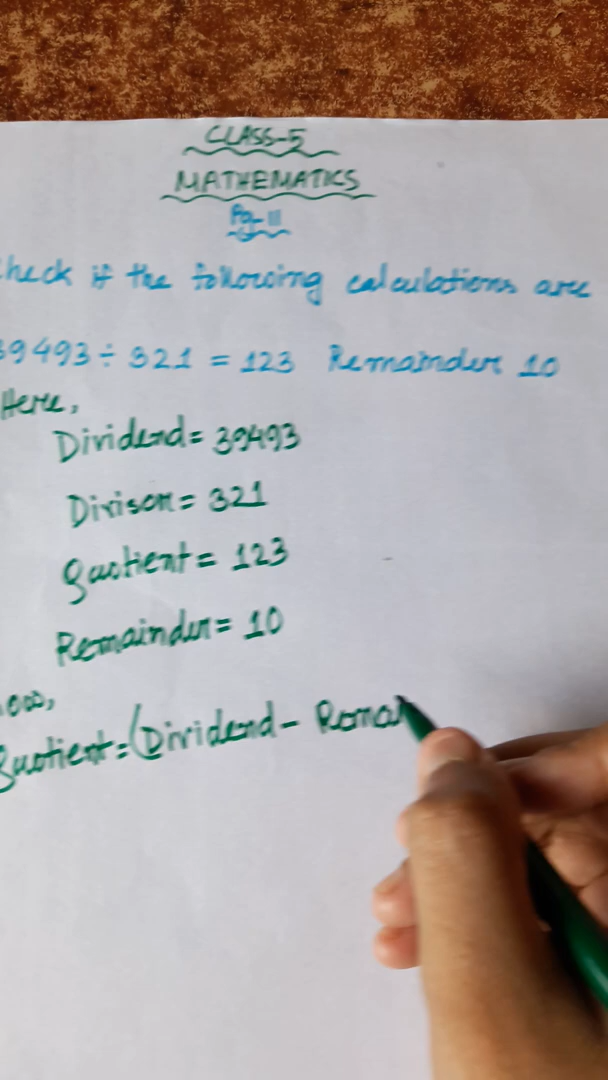 CLASS-5
MATHEMATICS
Pg-11
heck if the following calculations are
39493 ÷ 321 = 123 Remainder 10
Here,
Dividend = 39493
Divisor = 321
Quotient = 123
Remainder = 10
Now,
Quotient = (Dividend - Remai